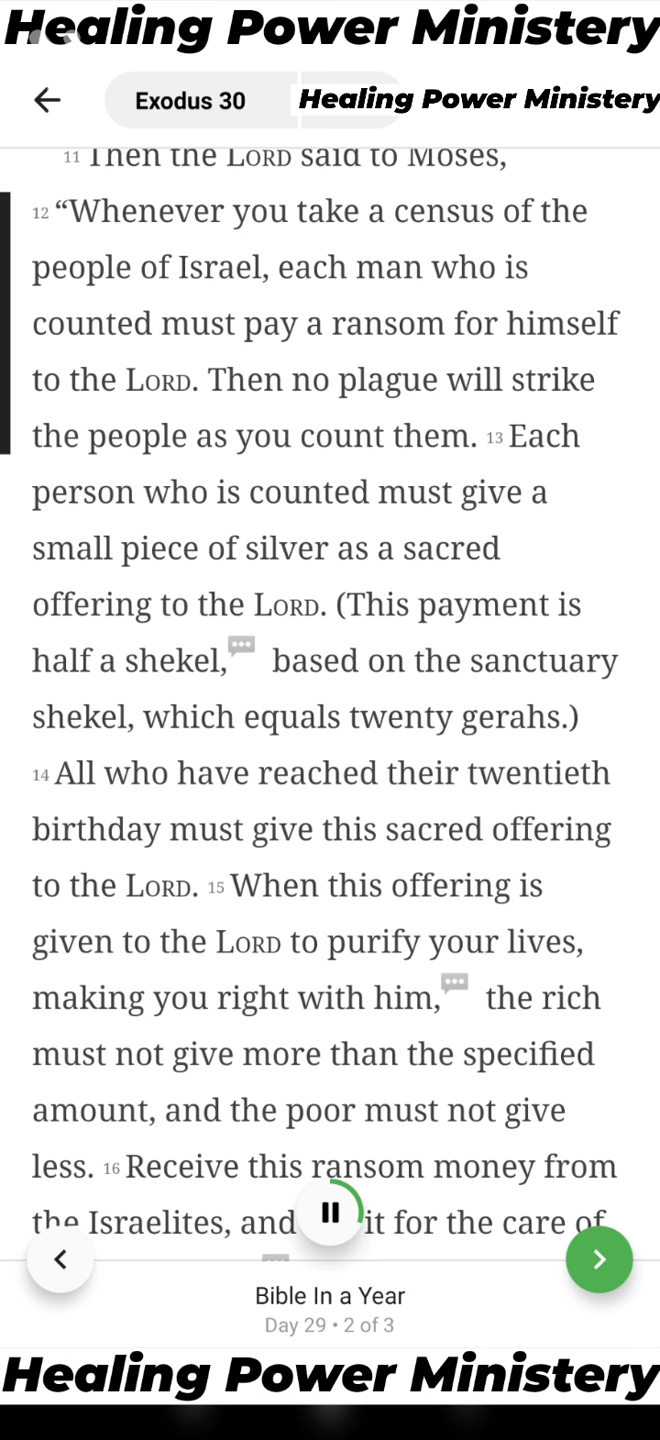 Healing Power Ministery
Exodus 30
Healing Power Ministery
11 Then the LORD said to Moses,
12 “Whenever you take a census of the
people of Israel, each man who is
counted must pay a ransom for himself
to the LORD. Then no plague will strike
the people as you count them. 13 Each
person who is counted must give a
small piece of silver as a sacred
offering to the LORD. (This payment is
half a shekel, based on the sanctuary
shekel, which equals twenty gerahs.)
14 All who have reached their twentieth
birthday must give this sacred offering
to the LORD. 15 When this offering is
given to the LORD to purify your lives,
making you right with him, the rich
must not give more than the specified
amount, and the poor must not give
less. 16 Receive this ransom money from
the Israelites, and it for the care of
Bible In a Year
Day 29 • 2 of 3
Healing Power Ministery